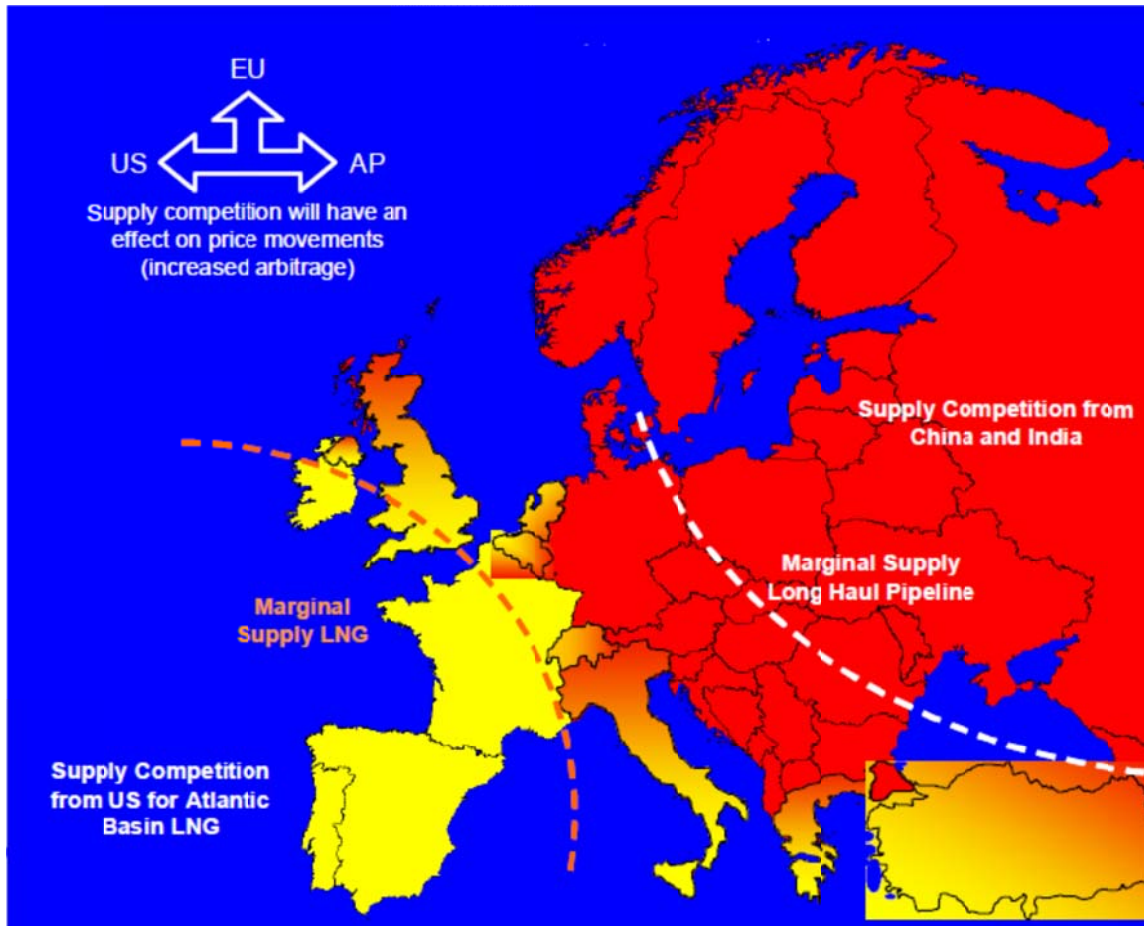 EU
US
AP
Supply competition will have an
effect on price movements
(increased arbitrage)
Supply Competition from
China and India
Marginal Supply
Long Haul Pipeline
Marginal
Supply LNG
Supply Competition
from US for Atlantic
Basin LNG